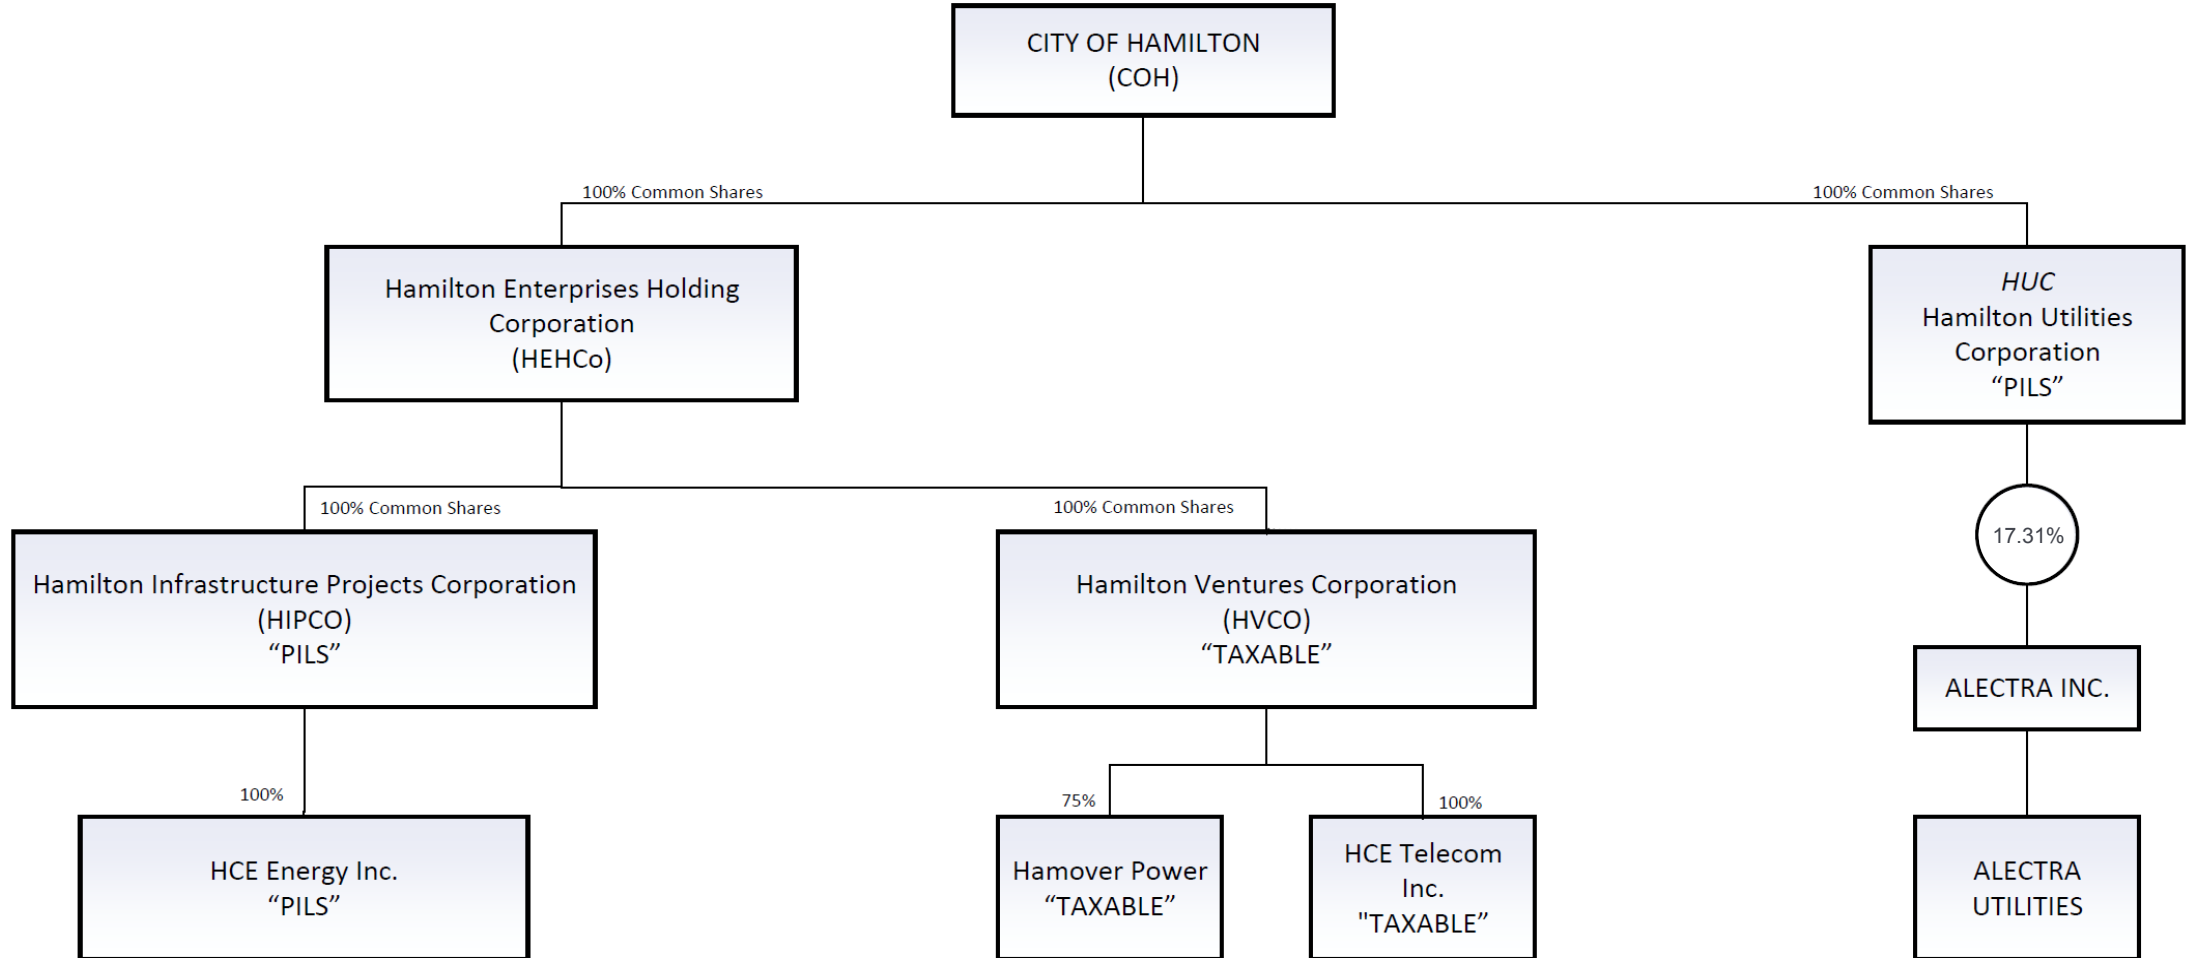 CITY OF HAMILTON
(COH)
100% Common Shares
100% Common Shares
Hamilton Enterprises Holding
Corporation
(HEHCo)
HUC
Hamilton Utilities
Corporation
“PILS”
100% Common Shares
100% Common Shares
17.31%
Hamilton Infrastructure Projects Corporation
(HIPCO)
“PILS”
Hamilton Ventures Corporation
(HVCO)
“TAXABLE”
ALECTRA INC.
100%
75%
100%
HCE Energy Inc.
“PILS”
Hamover Power
“TAXABLE”
HCE Telecom
Inc.
"TAXABLE”
ALECTRA
UTILITIES